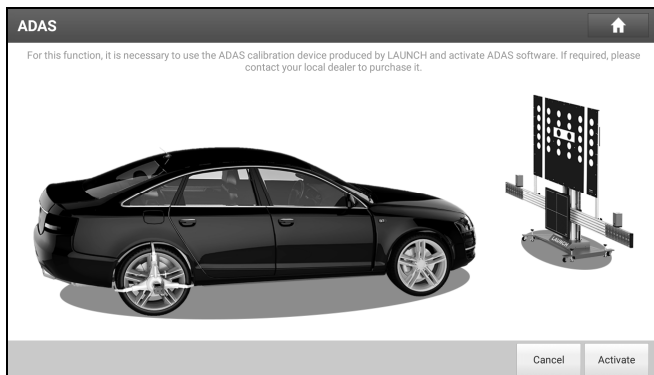 ADAS
For this function, it is necessary to use the ADAS calibration device produced by LAUNCH and activate ADAS software. If required, please
contact your local dealer to purchase it.
LAUNCH
Cancel
Activate